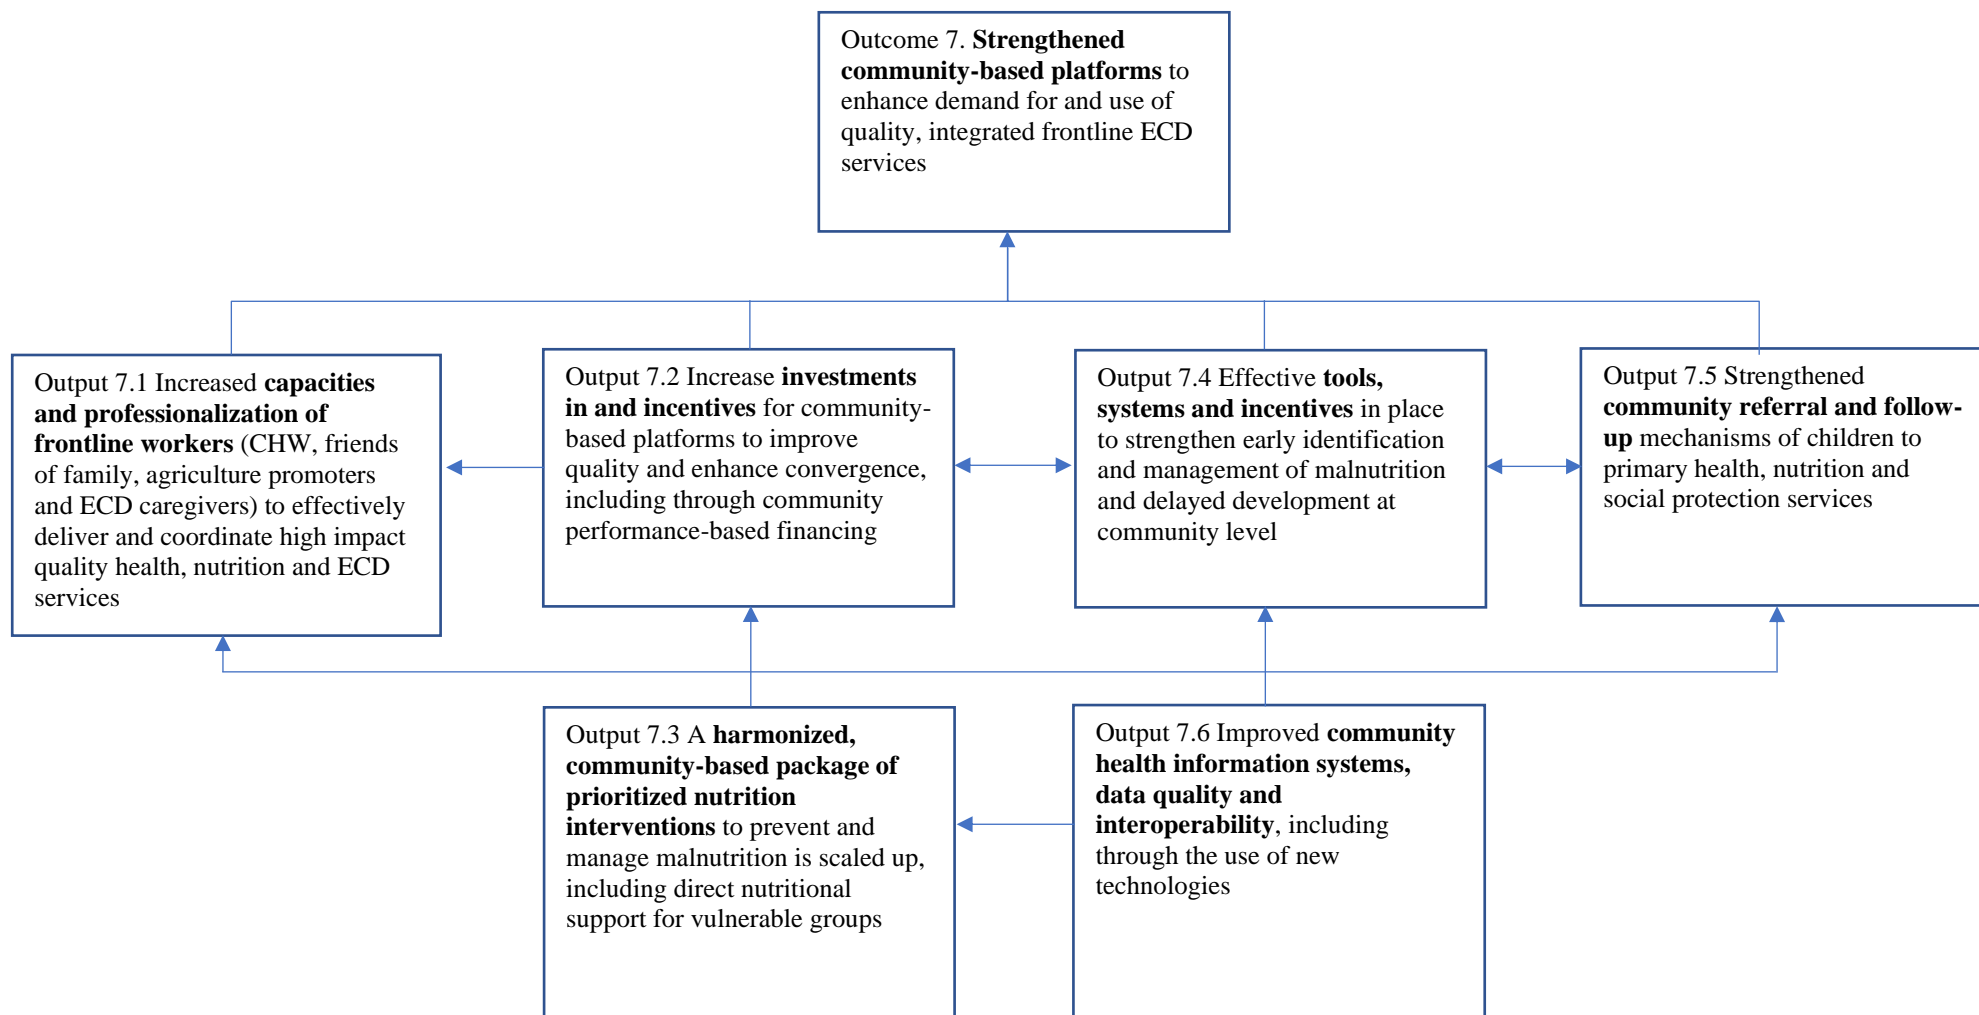 Outcome 7. Strengthened
community-based platforms to
enhance demand for and use of
quality, integrated frontline ECD
services
Output 7.1 Increased capacities
and professionalization of
frontline workers (CHW, friends
of family, agriculture promoters
and ECD caregivers) to effectively
deliver and coordinate high impact
quality health, nutrition and ECD
services
Output 7.2 Increase investments
in and incentives for community-
based platforms to improve
quality and enhance convergence,
including through community
performance-based financing
Output 7.4 Effective tools,
systems and incentives in place
to strengthen early identification
and management of malnutrition
and delayed development at
community level
Output 7.5 Strengthened
community referral and follow-
up mechanisms of children to
primary health, nutrition and
social protection services
Output 7.3 A harmonized,
community-based package of
prioritized nutrition
interventions to prevent and
manage malnutrition is scaled up,
including direct nutritional
support for vulnerable groups
Output 7.6 Improved community
health information systems,
data quality and
interoperability, including
through the use of new
technologies